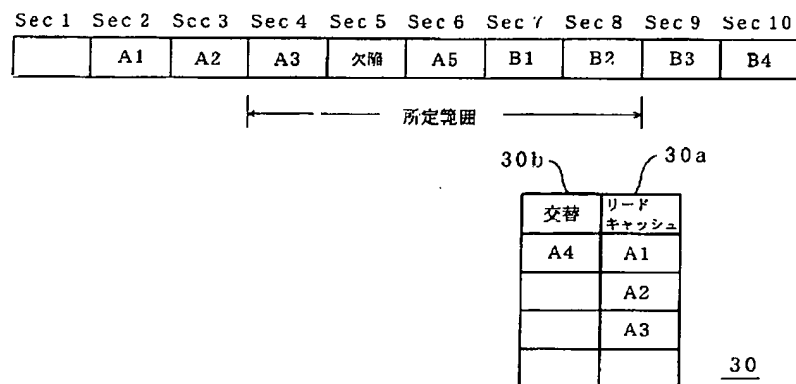 Sec 1 Sec 2 Sec 3 Sec 4 Sec 5 Sec 6 Sec 7 Sec 8 Sec 9 Sec 10
A1 A2 A3 欠陥 A5 B1 B2 B3 B4
所定範囲
30b 30a
交替 リード
キャッシュ
A4 A1
A2
A3
30